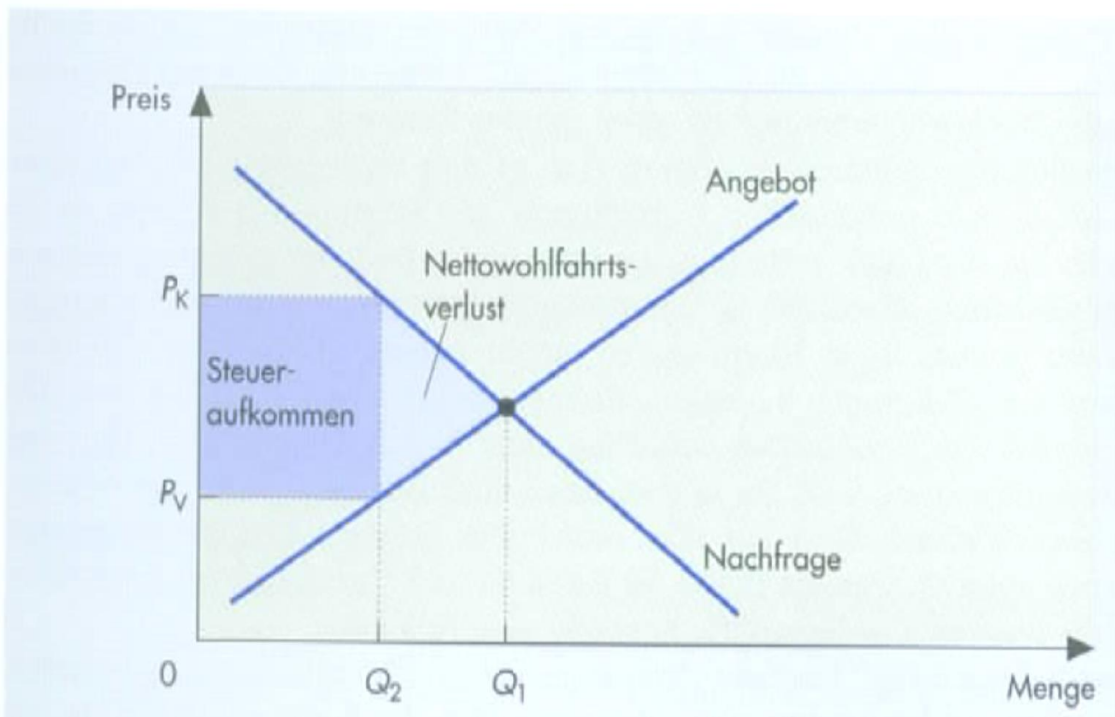 Preis
Angebot
Nettowohlfahrts-
verlust
P_K
Steuer-
aufkommen
P_V
Nachfrage
0
Q_2
Q_1
Menge